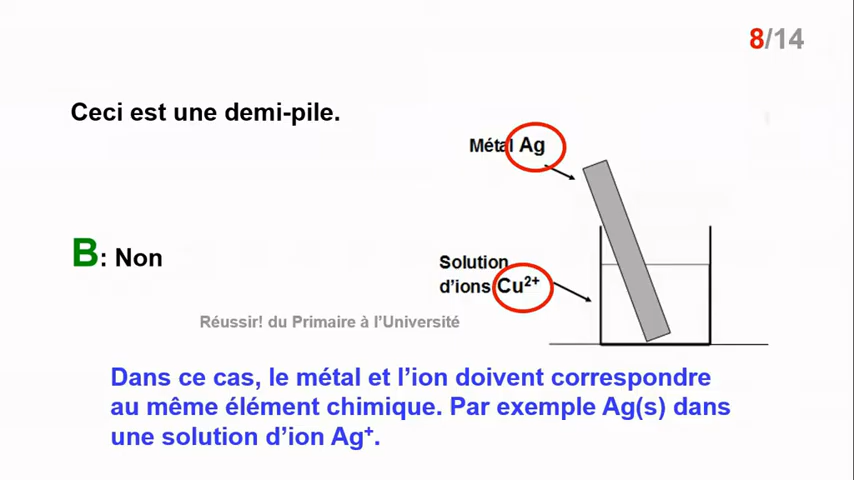 8/14
Ceci est une demi-pile.
Métal Ag
B: Non
Solution
d'ions Cu²⁺
Réussir! du Primaire à l'Université
Dans ce cas, le métal et l'ion doivent correspondre
au même élément chimique. Par exemple Ag(s) dans
une solution d'ion Ag⁺.